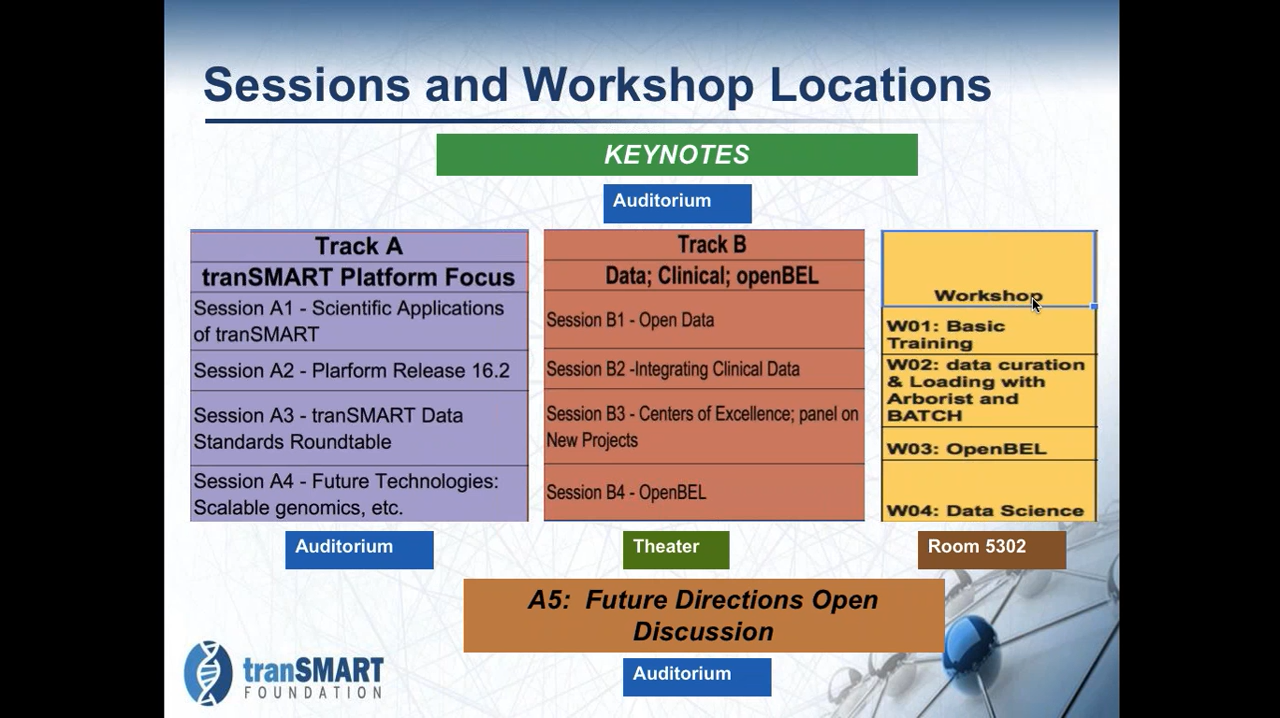 Sessions and Workshop Locations
KEYNOTES
Auditorium
Track A
tranSMART Platform Focus
Session A1 - Scientific Applications
of tranSMART
Session A2 - Plarform Release 16.2
Session A3 - tranSMART Data
Standards Roundtable
Session A4 - Future Technologies:
Scalable genomics, etc.
Auditorium
Track B
Data; Clinical; openBEL
Session B1 - Open Data
Session B2 -Integrating Clinical Data
Session B3 - Centers of Excellence; panel on
New Projects
Session B4 - OpenBEL
Theater
Workshop
W01: Basic
Training
W02: data curation
& Loading with
Arborist and
BATCH
W03: OpenBEL
W04: Data Science
Room 5302
A5:  Future Directions Open
Discussion
Auditorium
tranSMART
FOUNDATION